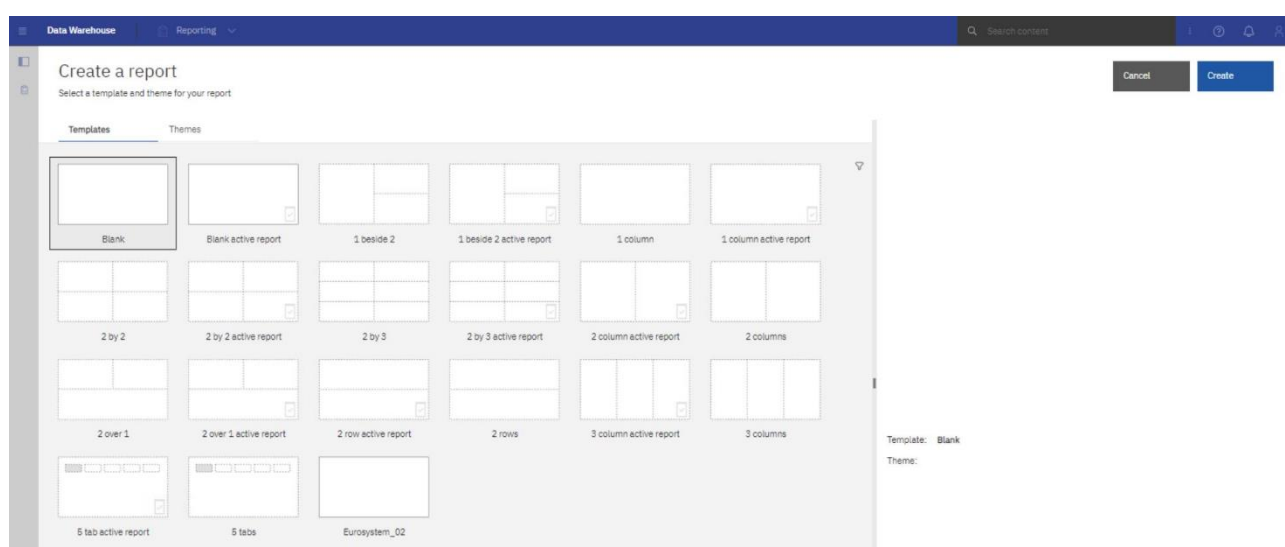 Data Warehouse Reporting Search content
Create a report
Cancel Create
Select a template and theme for your report
Templates Themes
Blank Blank active report 1 beside 2 1 beside 2 active report 1 column 1 column active report
2 by 2 2 by 2 active report 2 by 3 2 by 3 active report 2 column active report 2 columns
2 over 1 2 over 1 active report 2 row active report 2 rows 3 column active report 3 columns
Template: Blank
Theme:
5 tab active report 5 tabs Eurosystem_02